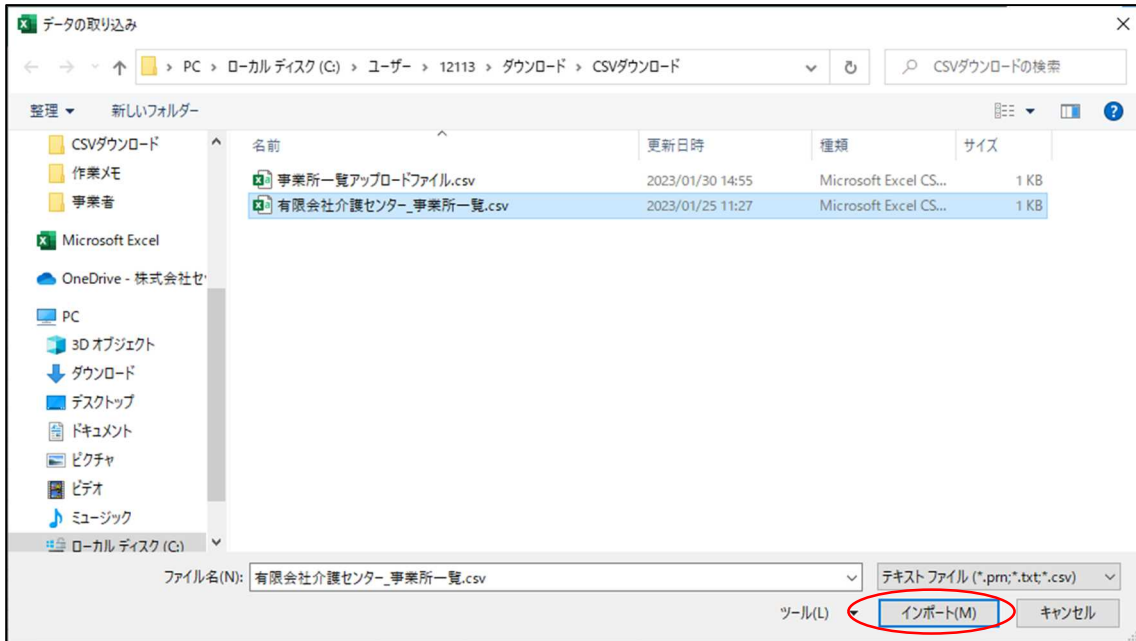 データの取り込み
PC › ローカル ディスク (C:) › ユーザー › 12113 › ダウンロード › CSVダウンロード
CSVダウンロードの検索
整理
新しいフォルダー
CSVダウンロード
作業メモ
事業者
Microsoft Excel
OneDrive - 株式会社セ
PC
3D オブジェクト
ダウンロード
デスクトップ
ドキュメント
ピクチャ
ビデオ
ミュージック
ローカル ディスク (C:)
名前 更新日時 種類 サイズ
事業所一覧アップロードファイル.csv 2023/01/30 14:55 Microsoft Excel CS... 1 KB
有限会社介護センター_事業所一覧.csv 2023/01/25 11:27 Microsoft Excel CS... 1 KB
ファイル名(N): 有限会社介護センター_事業所一覧.csv テキスト ファイル (*.prn;*.txt;*.csv)
ツール(L) インポート(M) キャンセル